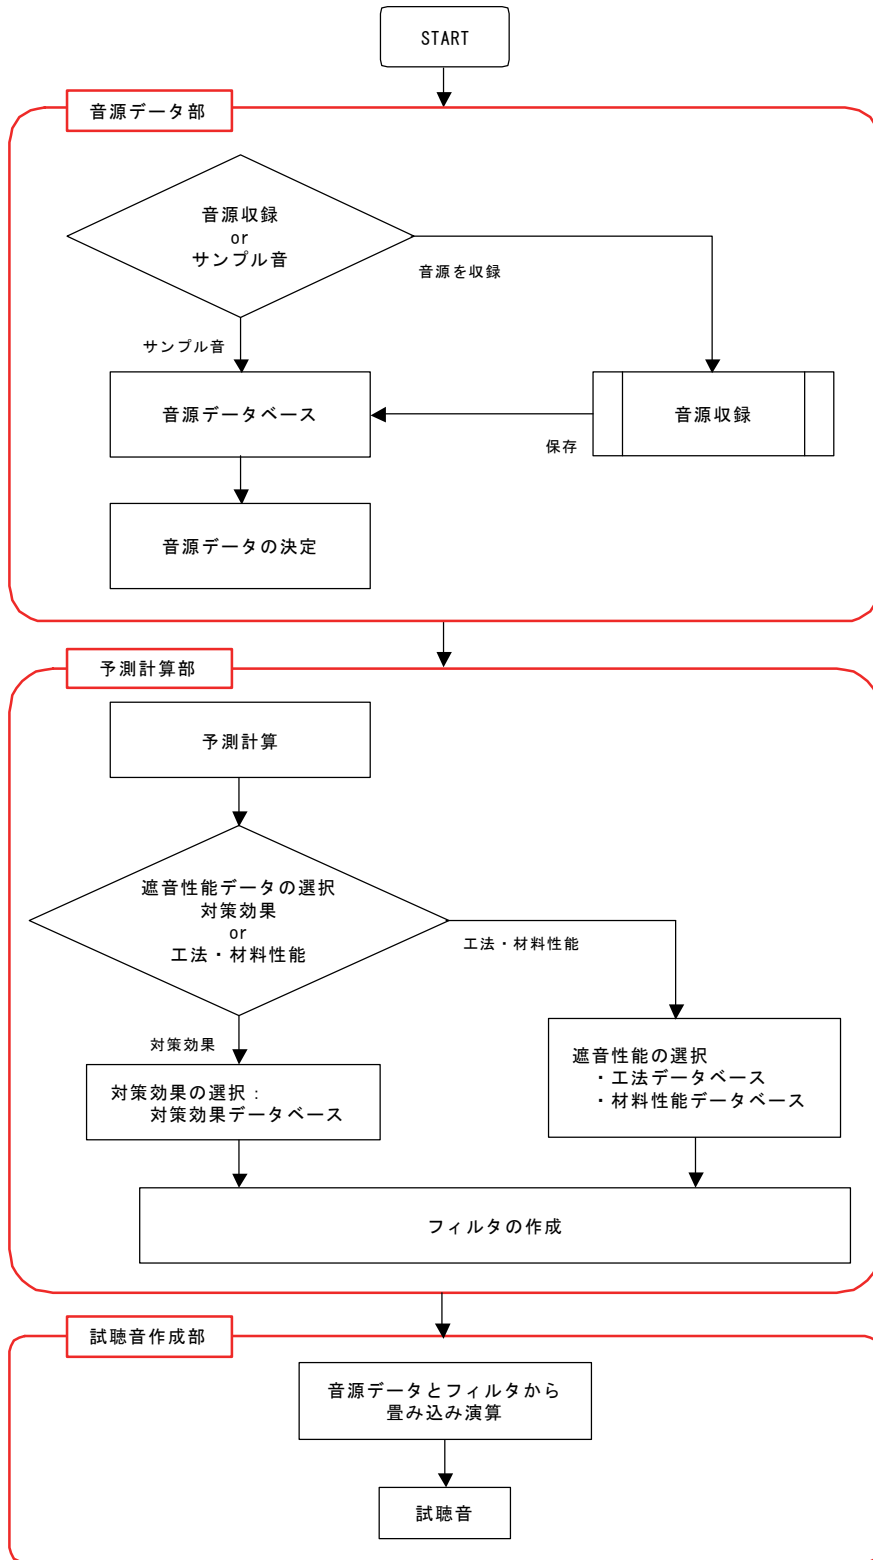 START
音源データ部
音源収録
or
サンプル音
音源を収録
サンプル音
音源データベース
音源収録
保存
音源データの決定
予測計算部
予測計算
遮音性能データの選択
対策効果
or
工法・材料性能
工法・材料性能
対策効果
対策効果の選択：
対策効果データベース
遮音性能の選択
・工法データベース
・材料性能データベース
フィルタの作成
試聴音作成部
音源データとフィルタから
畳み込み演算
試聴音